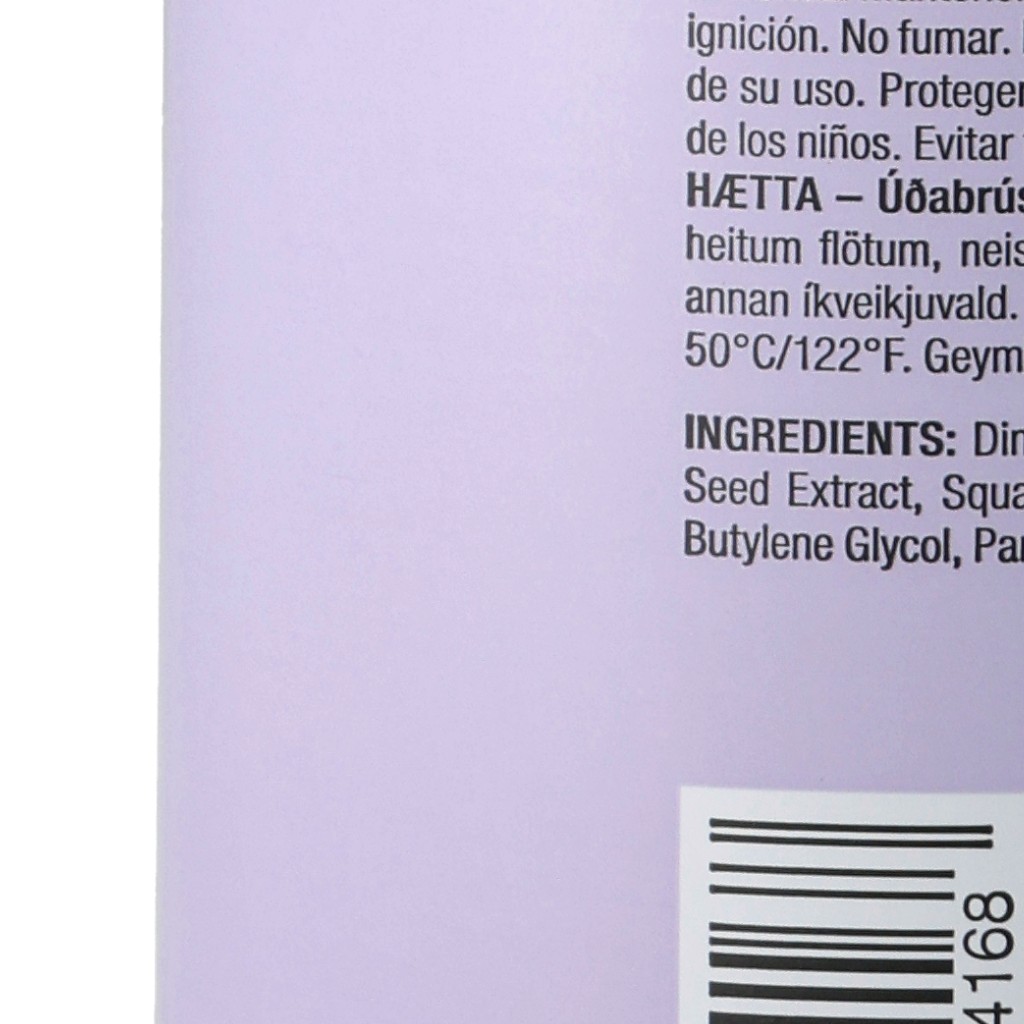 ignición. No fumar.
de su uso. Proteger
de los niños. Evitar
HÆTTA – Úðabrús
heitum flötum, neis
annan íkveikjuvald.
50°C/122°F. Geym
INGREDIENTS: Din
Seed Extract, Squa
Butylene Glycol, Par
4168